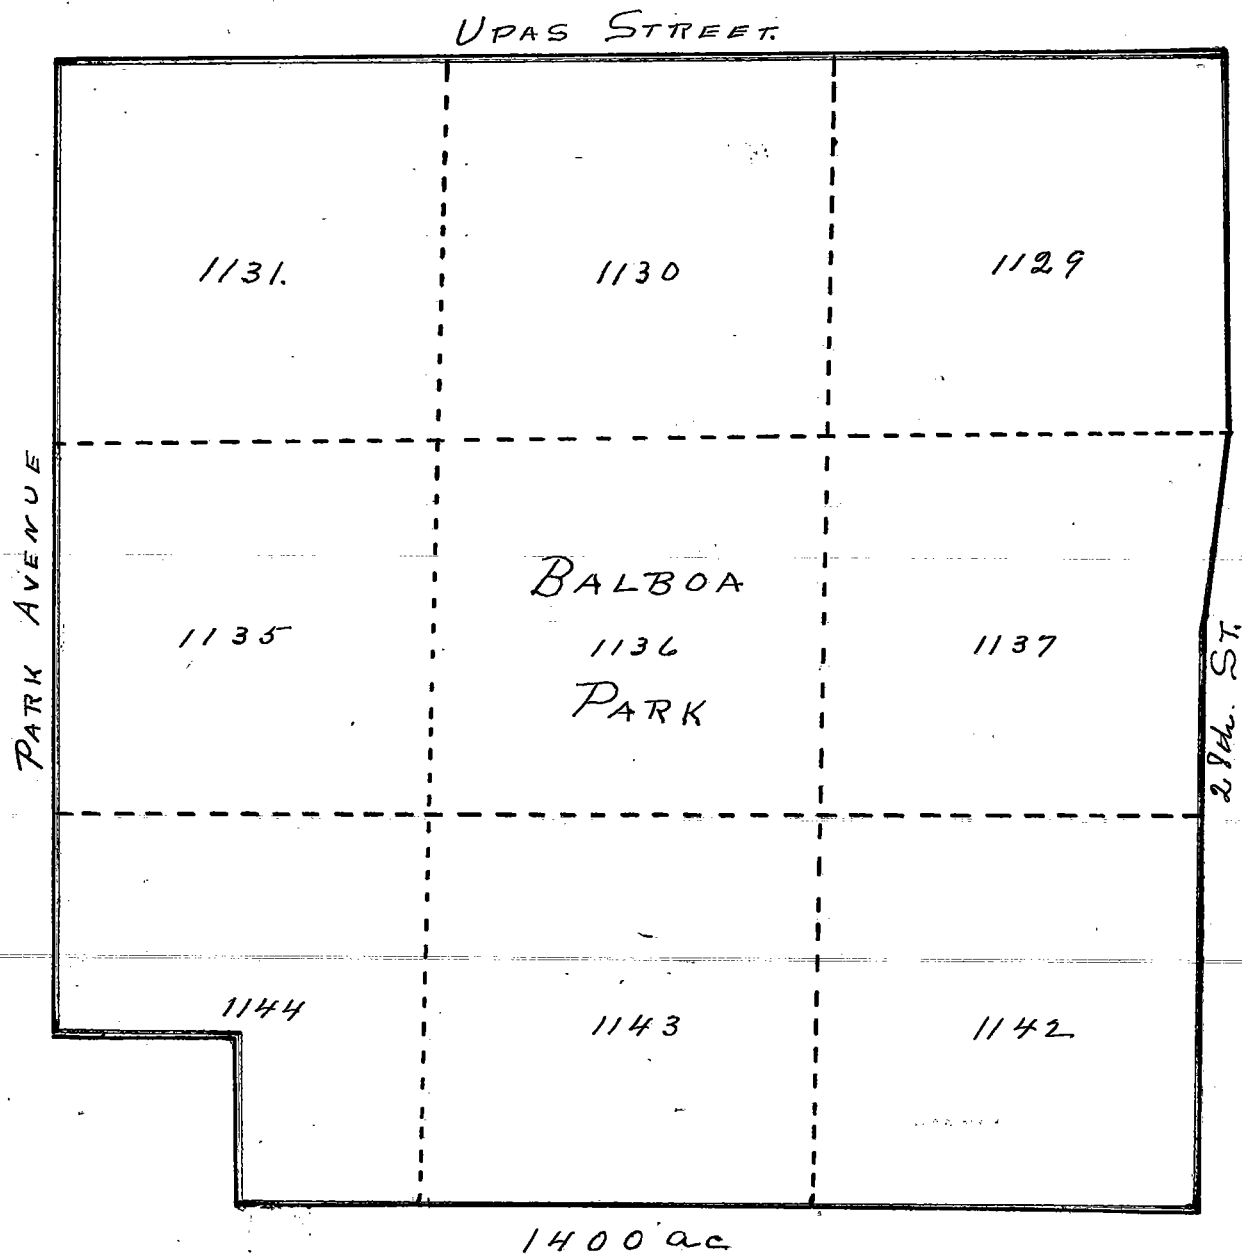 UPAS STREET.
1131.
1130
1129
PARK AVENUE
BALBOA
1135
1136
1137
PARK
28th. ST.
1144
1143
1142
1400 ac